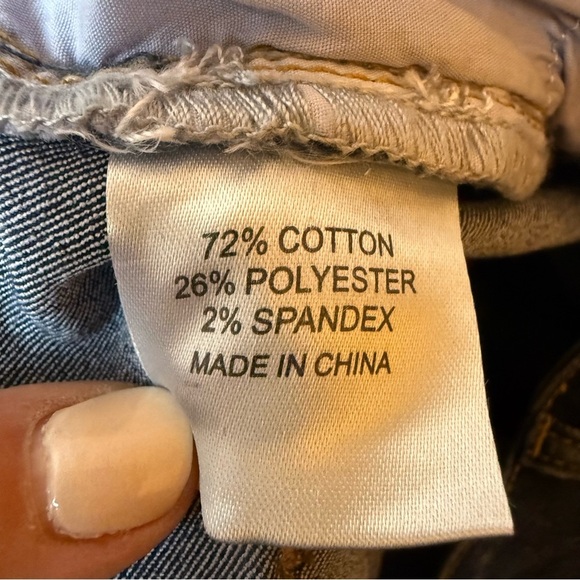 72% COTTON
26% POLYESTER
2% SPANDEX
MADE IN CHINA